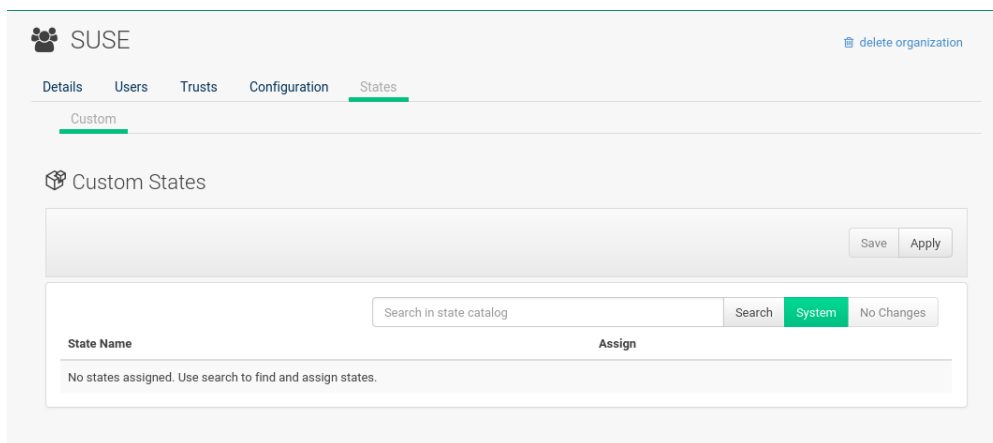 SUSE
delete organization
Details Users Trusts Configuration States
Custom
Custom States
Save Apply
Search in state catalog Search System No Changes
State Name Assign
No states assigned. Use search to find and assign states.